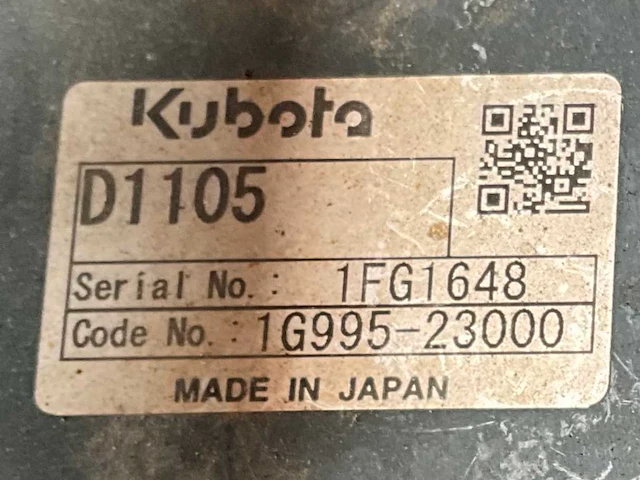 Kubota
D1105
Serial No.: 1FG1648
Code No.: 1G995-23000
MADE IN JAPAN